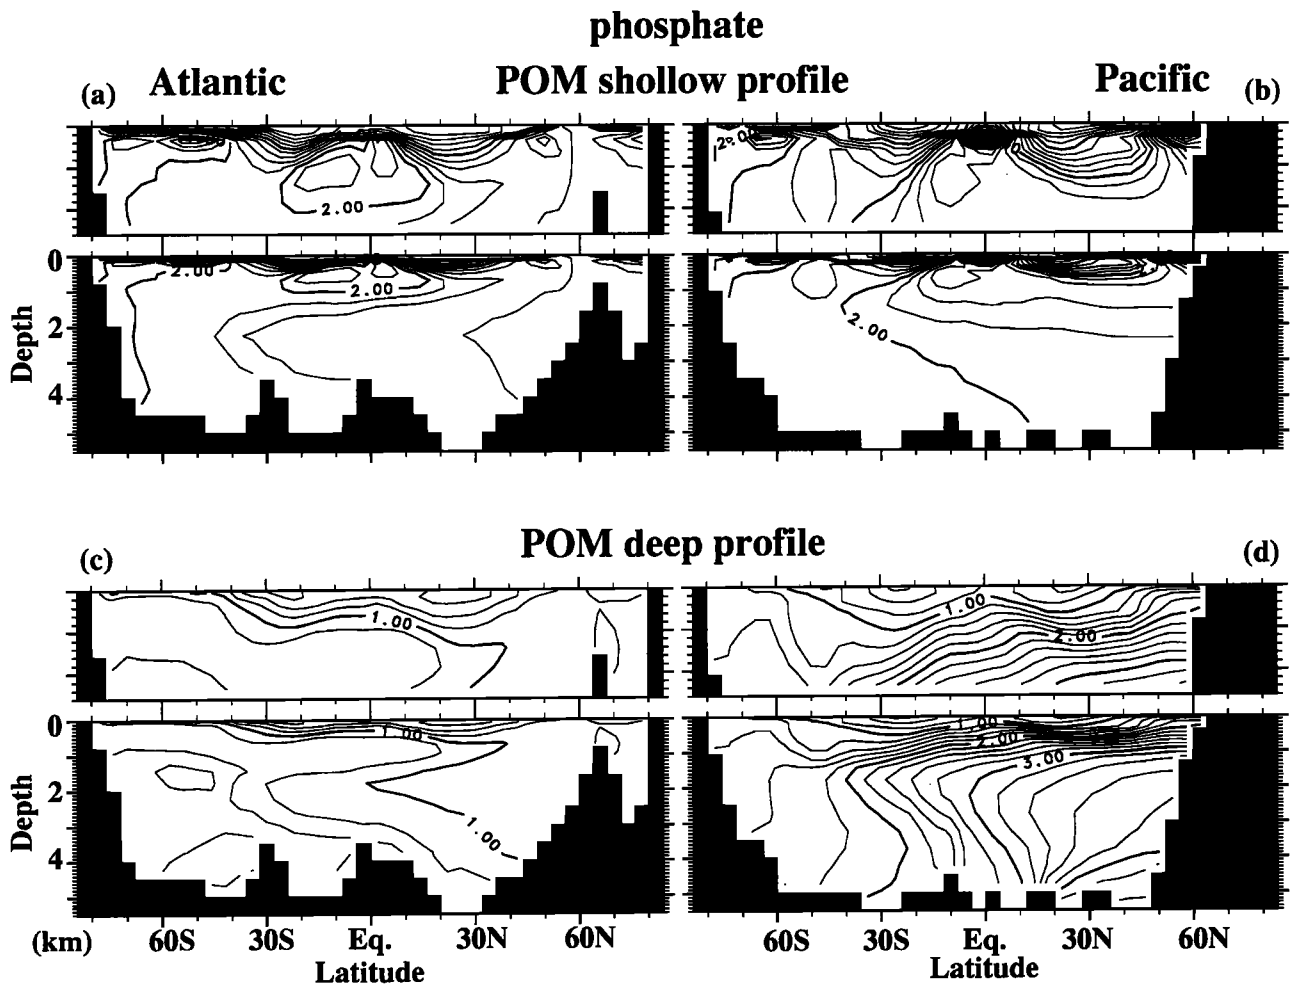 phosphate
(a) Atlantic POM shollow profile Pacific (b)
2.00
2.00
0 2.00
2.00
2.00
Depth
2
4
POM deep profile
(c) (d)
1.00
1.00
2.00
0 1.00
1.00
2.00
3.00
Depth
2
1.00
4
(km) 60S 30S Eq. 30N 60N 60S 30S Eq. 30N 60N
Latitude Latitude